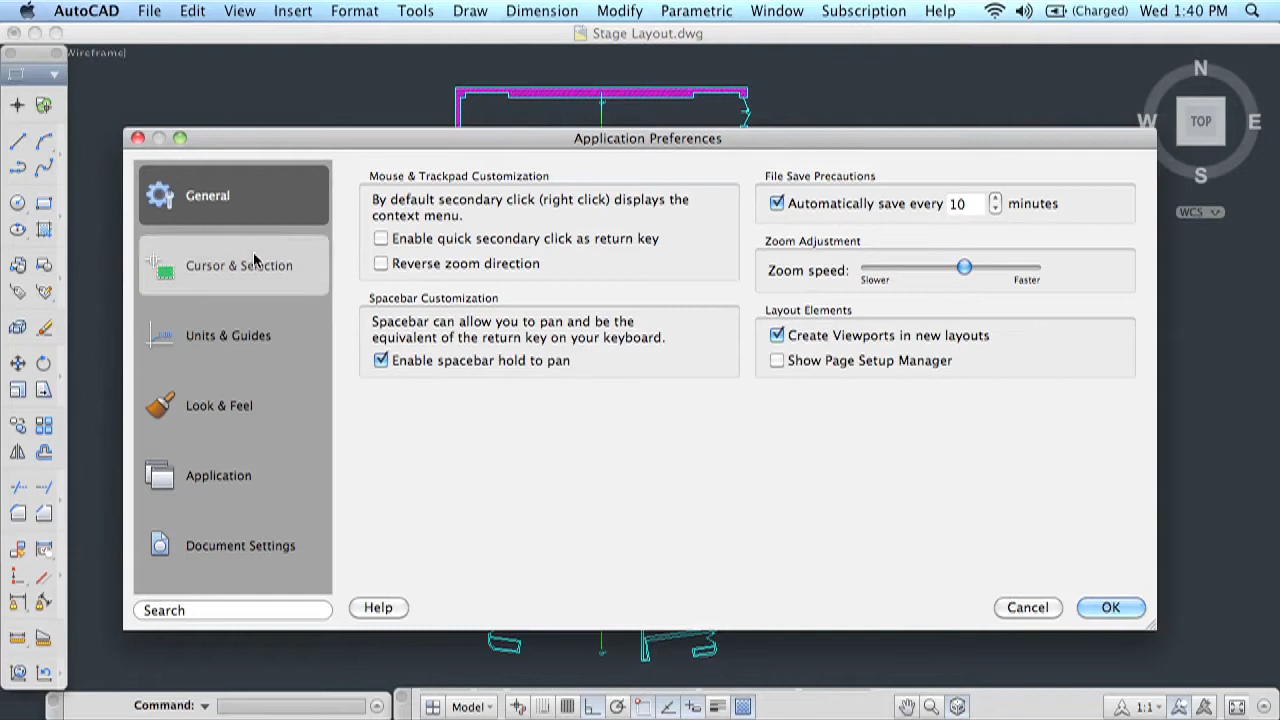 AutoCAD File Edit View Insert Format Tools Draw Dimension Modify Parametric Window Subscription Help (Charged) Wed 1:40 PM
Stage Layout.dwg
Wireframe]
N
W TOP E
S
WCS
Application Preferences
General
Cursor & Selection
Units & Guides
Look & Feel
Application
Document Settings
Search
Mouse & Trackpad Customization
By default secondary click (right click) displays the
context menu.
Enable quick secondary click as return key
Reverse zoom direction
Spacebar Customization
Spacebar can allow you to pan and be the
equivalent of the return key on your keyboard.
Enable spacebar hold to pan
File Save Precautions
Automatically save every 10 minutes
Zoom Adjustment
Zoom speed:
Slower Faster
Layout Elements
Create Viewports in new layouts
Show Page Setup Manager
Help Cancel OK
Command: Model 1:1